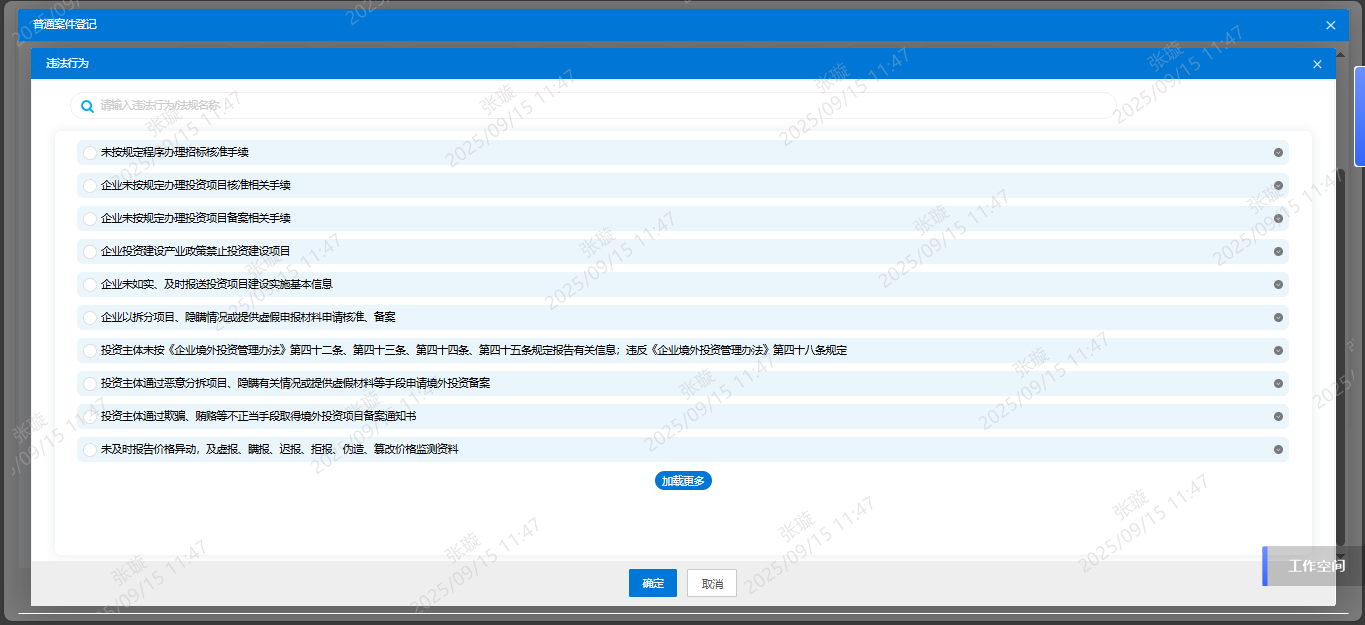 普通案件登记
违法行为
请输入违法行为/法规名称
未按规定程序办理招标核准手续
企业未按规定办理投资项目核准相关手续
企业未按规定办理投资项目备案相关手续
企业投资建设产业政策禁止投资建设项目
企业未如实、及时报送投资项目建设实施基本信息
企业以拆分项目、隐瞒情况或提供虚假申报材料申请核准、备案
投资主体未按《企业境外投资管理办法》第四十二条、第四十三条、第四十四条、第四十五条规定报告有关信息；违反《企业境外投资管理办法》第四十八条规定
投资主体通过恶意分拆项目、隐瞒有关情况或提供虚假材料等手段申请境外投资备案
投资主体通过欺骗、贿赂等不正当手段取得境外投资项目备案通知书
未及时报告价格异动，及虚报、瞒报、迟报、拒报、伪造、篡改价格监测资料
加载更多
确定 取消
工作空间
张璇
2025/09/15 11:47